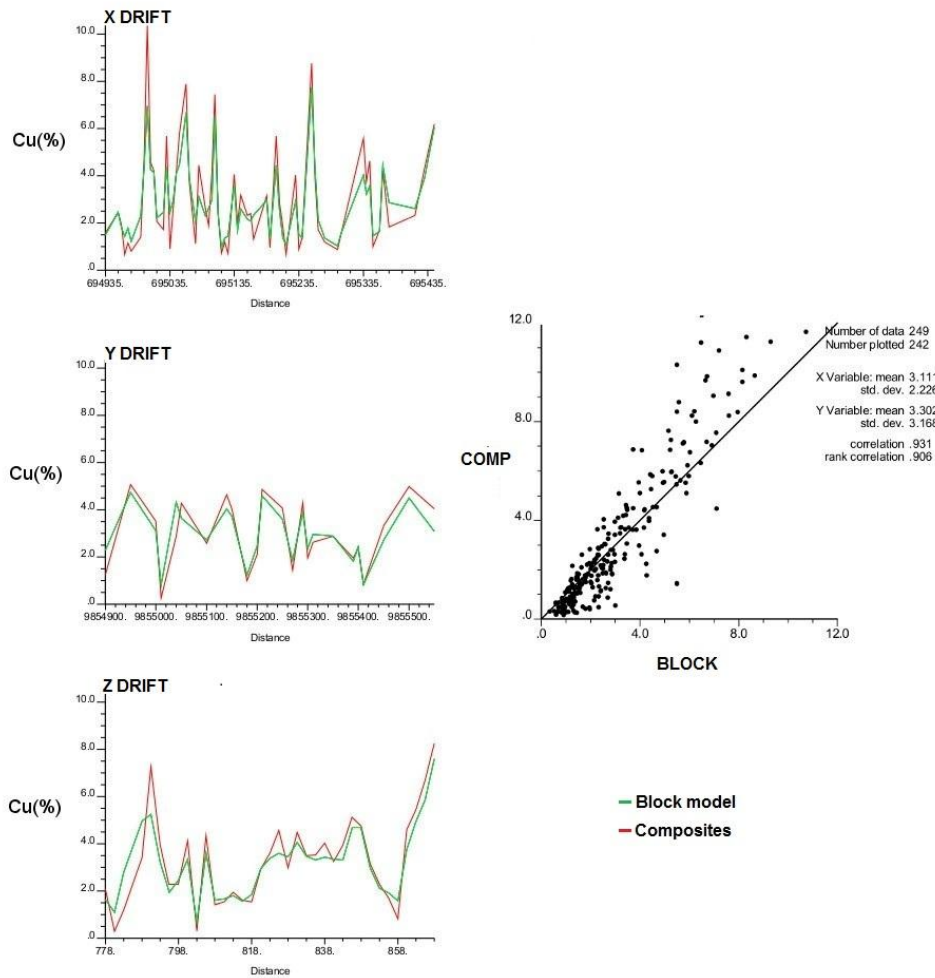 X DRIFT
10.0
8.0
Cu(%)
6.0
4.0
2.0
.0
694935. 695035. 695135. 695235. 695335. 695435.
Distance
Y DRIFT
10.0
8.0
Cu(%)
6.0
4.0
2.0
.0
9854900. 9855000. 9855100. 9855200. 9855300. 9855400. 9855500.
Distance
12.0
Number of data 249
Number plotted 242
X Variable: mean 3.111
std. dev. 2.226
Y Variable: mean 3.302
std. dev. 3.168
correlation .931
rank correlation .906
8.0
COMP
4.0
.0
.0 4.0 8.0 12.0
BLOCK
Z DRIFT
10.0
8.0
Cu(%)
6.0
4.0
2.0
.0
778. 798. 818. 838. 858.
Distance
Block model
Composites